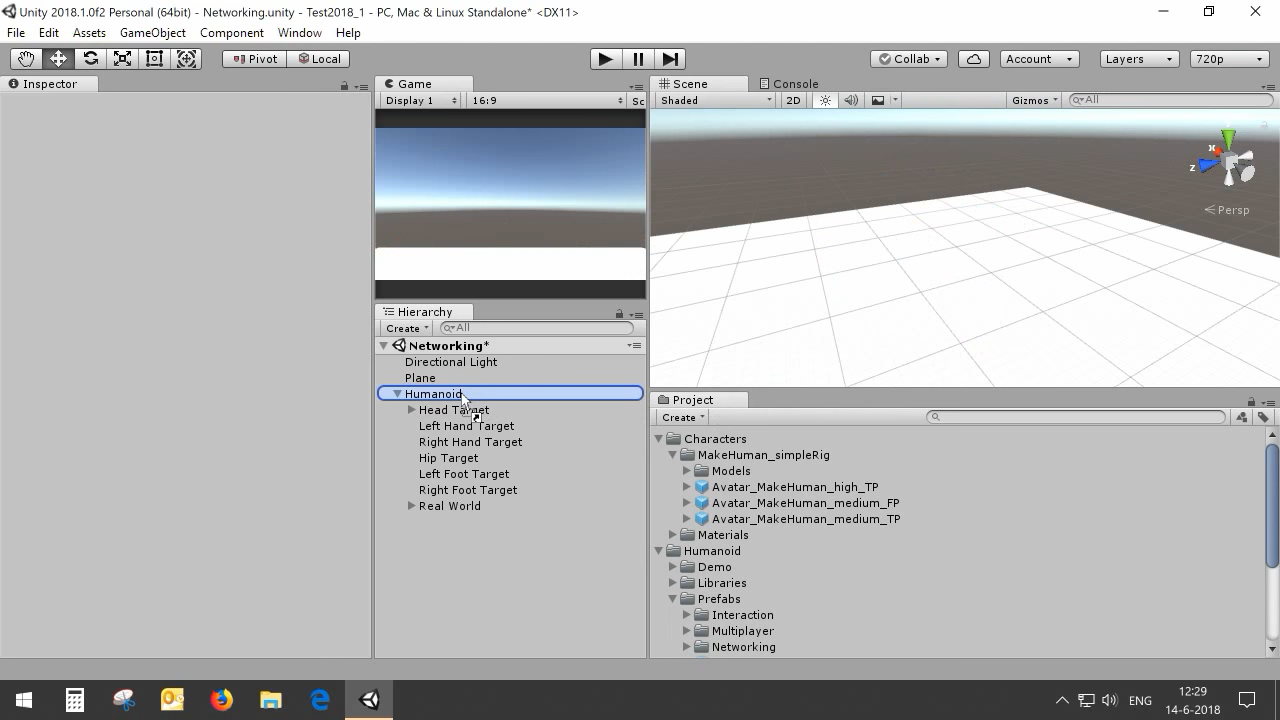 Unity 2018.1.0f2 Personal (64bit) - Networking.unity - Test2018_1 - PC, Mac & Linux Standalone* <DX11>
File Edit Assets GameObject Component Window Help
Pivot Local Collab Account Layers 720p
Inspector
Game
Display 1 16:9 Sc
Scene Console
Shaded 2D Gizmos All
x
z
Persp
Hierarchy
Create All
Networking*
Directional Light
Plane
Humanoid
Head Target
Left Hand Target
Right Hand Target
Hip Target
Left Foot Target
Right Foot Target
Real World
Project
Create
Characters
MakeHuman_simpleRig
Models
Avatar_MakeHuman_high_TP
Avatar_MakeHuman_medium_FP
Avatar_MakeHuman_medium_TP
Materials
Humanoid
Demo
Libraries
Prefabs
Interaction
Multiplayer
Networking
ENG
12:29
14-6-2018